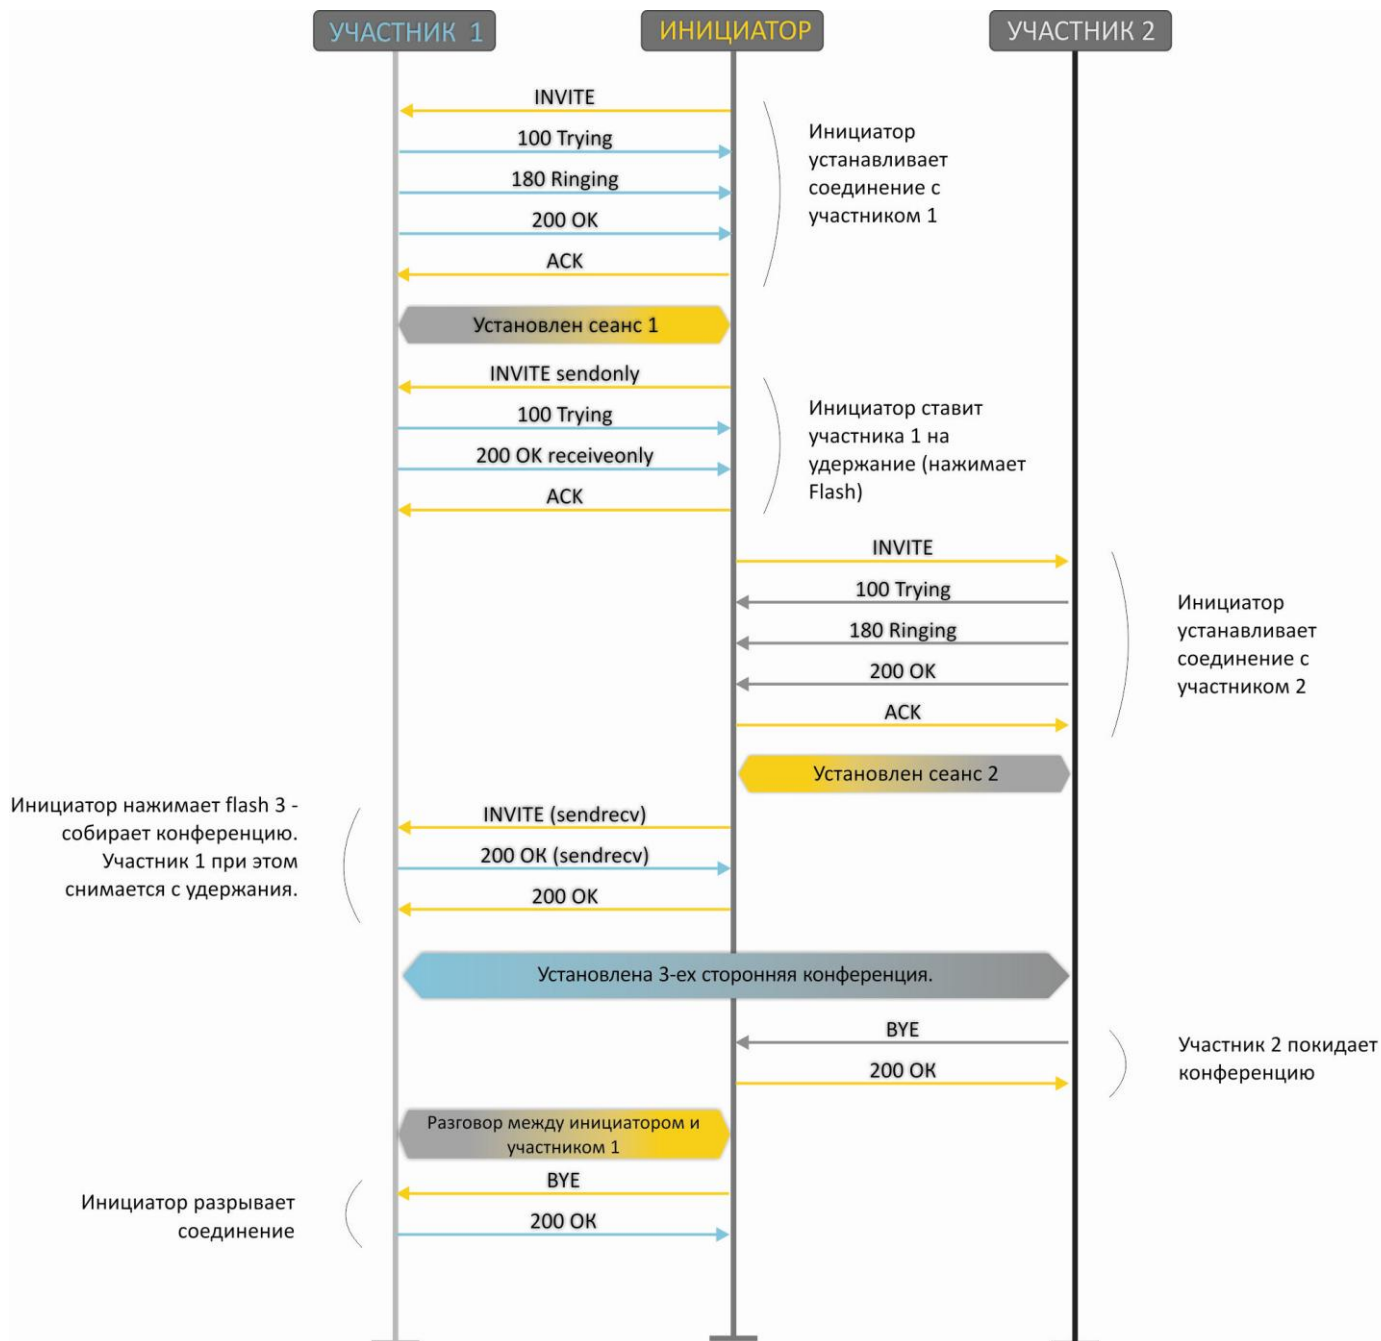 УЧАСТНИК 1
ИНИЦИАТОР
УЧАСТНИК 2
INVITE
100 Trying
180 Ringing
200 OK
ACK
Инициатор
устанавливает
соединение с
участником 1
Установлен сеанс 1
INVITE sendonly
100 Trying
200 OK receiveonly
ACK
Инициатор ставит
участника 1 на
удержание (нажимает
Flash)
INVITE
100 Trying
180 Ringing
200 OK
ACK
Инициатор
устанавливает
соединение с
участником 2
Установлен сеанс 2
Инициатор нажимает flash 3 -
собирает конференцию.
Участник 1 при этом
снимается с удержания.
INVITE (sendrecv)
200 OK (sendrecv)
200 OK
Установлена 3-ех сторонняя конференция.
BYE
200 OK
Участник 2 покидает
конференцию
Разговор между инициатором и
участником 1
Инициатор разрывает
соединение
BYE
200 OK